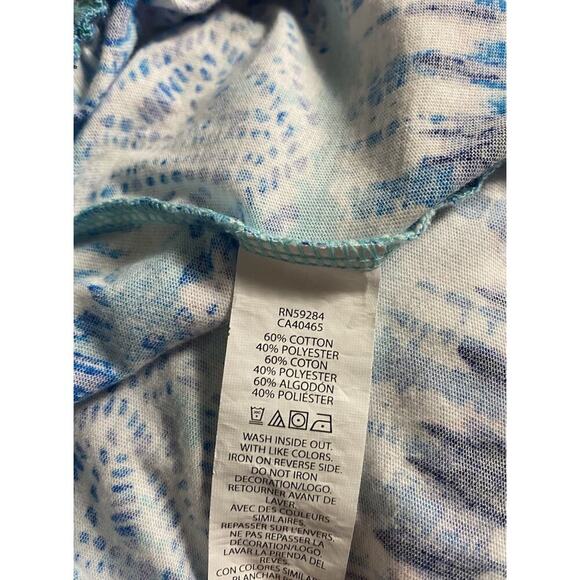 RN59284
CA40465
60% COTTON
40% POLYESTER
60% COTON
40% POLYESTER
60% ALGODÓN
40% POLIÉSTER
WASH INSIDE OUT.
WITH LIKE COLORS.
IRON ON REVERSE SIDE.
DO NOT IRON
DECORATION/LOGO.
RETOURNER AVANT DE
LAVER.
AVEC DES COULEURS
SIMILAIRES.
REPASSER SUR L'ENVERS.
NE PAS REPASSER LA
DÉCORATION/LOGO
LAVAR LA PRENDA DEL
REVÉS.
CON COLORES SIMILARES